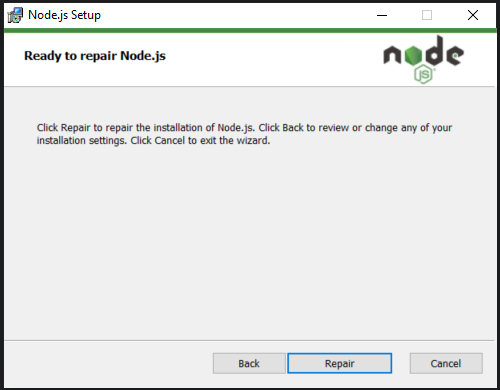 Node.js Setup
Ready to repair Node.js
node
JS
Click Repair to repair the installation of Node.js. Click Back to review or change any of your
installation settings. Click Cancel to exit the wizard.
Back
Repair
Cancel